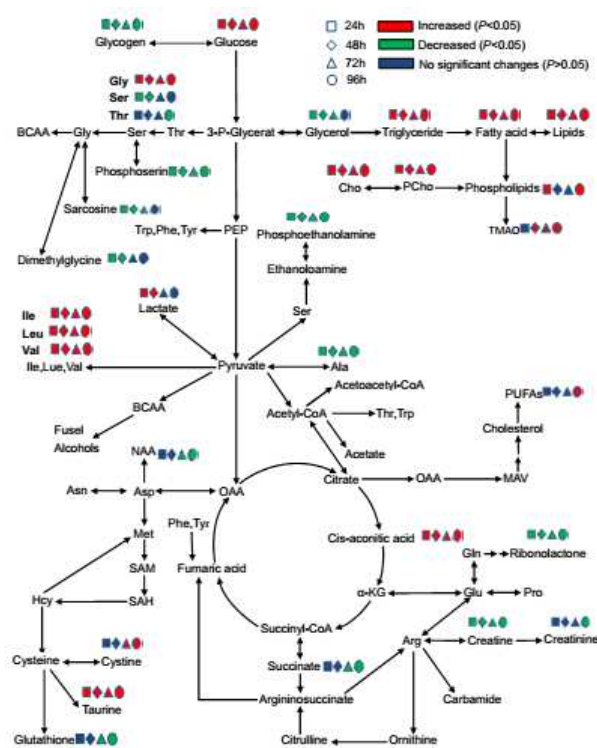 24h Increased (P<0.05)
48h Decreased (P<0.05)
72h No significant changes (P>0.05)
96h
Glycogen Glucose
Gly
Ser
Thr
BCAA Gly Ser Thr 3-P-Glycerat Glycerol Triglyceride Fatty acid Lipids
Phosphoserin
Cho PCho Phospholipids
Sarcosine
TMAO
Trp,Phe,Tyr PEP Phosphoethanolamine
Dimethylglycine
Ethanoloamine
Lactate Ser
Ile
Leu
Val
Ile,Lue,Val Pyruvate Ala
Acetoacetyl-CoA
PUFAs
BCAA Acetyl-CoA Thr,Trp
Cholesterol
Fusel
Alcohols
Acetate
NAA
Citrate OAA MAV
Asn Asp OAA
Phe,Tyr
Cis-aconitic acid
Met
Gln Ribonolactone
SAM Fumaric acid
Hcy SAH α-KG Glu Pro
Succinyl-CoA
Arg Creatine Creatinine
Cysteine Cystine Succinate
Taurine Argininosuccinate Carbamide
Glutathione Citrulline Ornithine